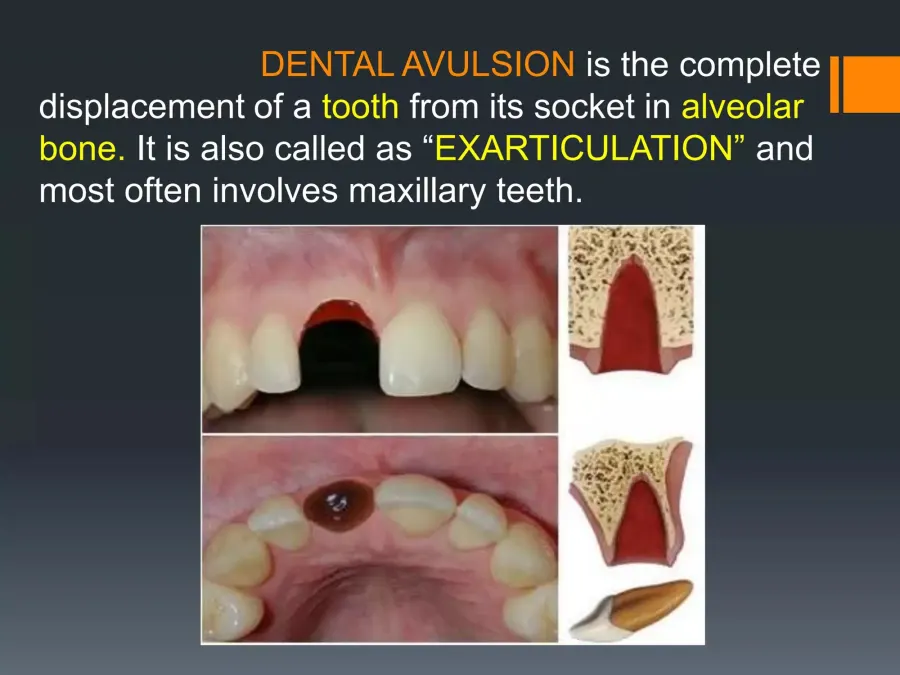 DENTAL AVULSION is the complete
displacement of a tooth from its socket in alveolar
bone. It is also called as “EXARTICULATION” and
most often involves maxillary teeth.